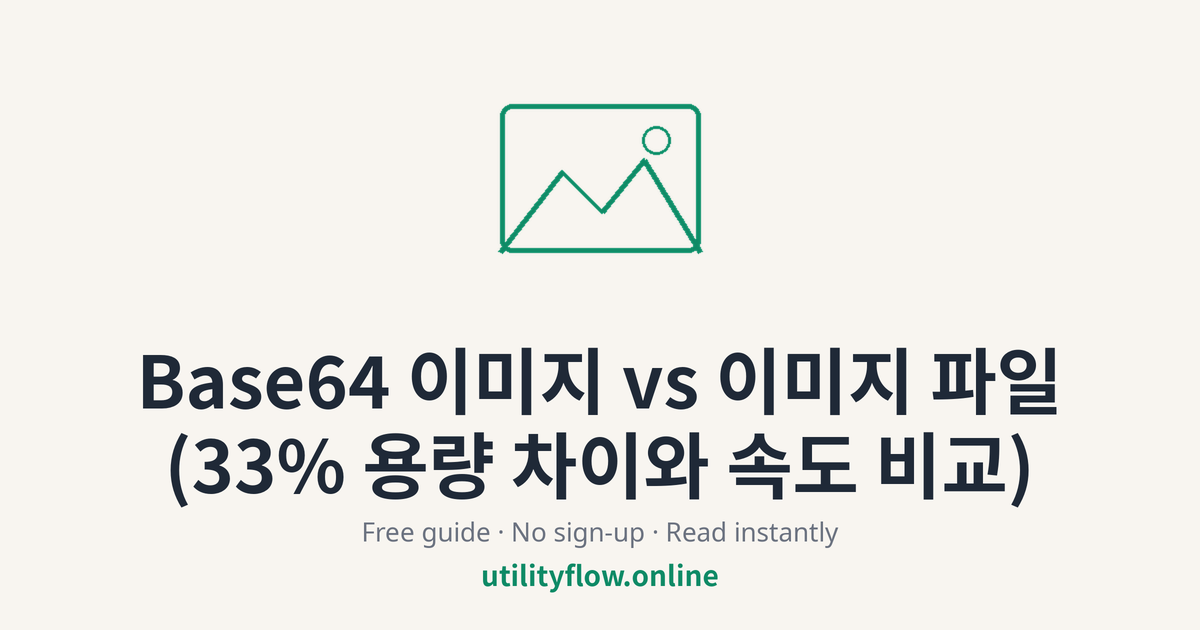 Base64 이미지 vs 이미지 파일
(33% 용량 차이와 속도 비교)
Free guide · No sign-up · Read instantly
utilityflow.online